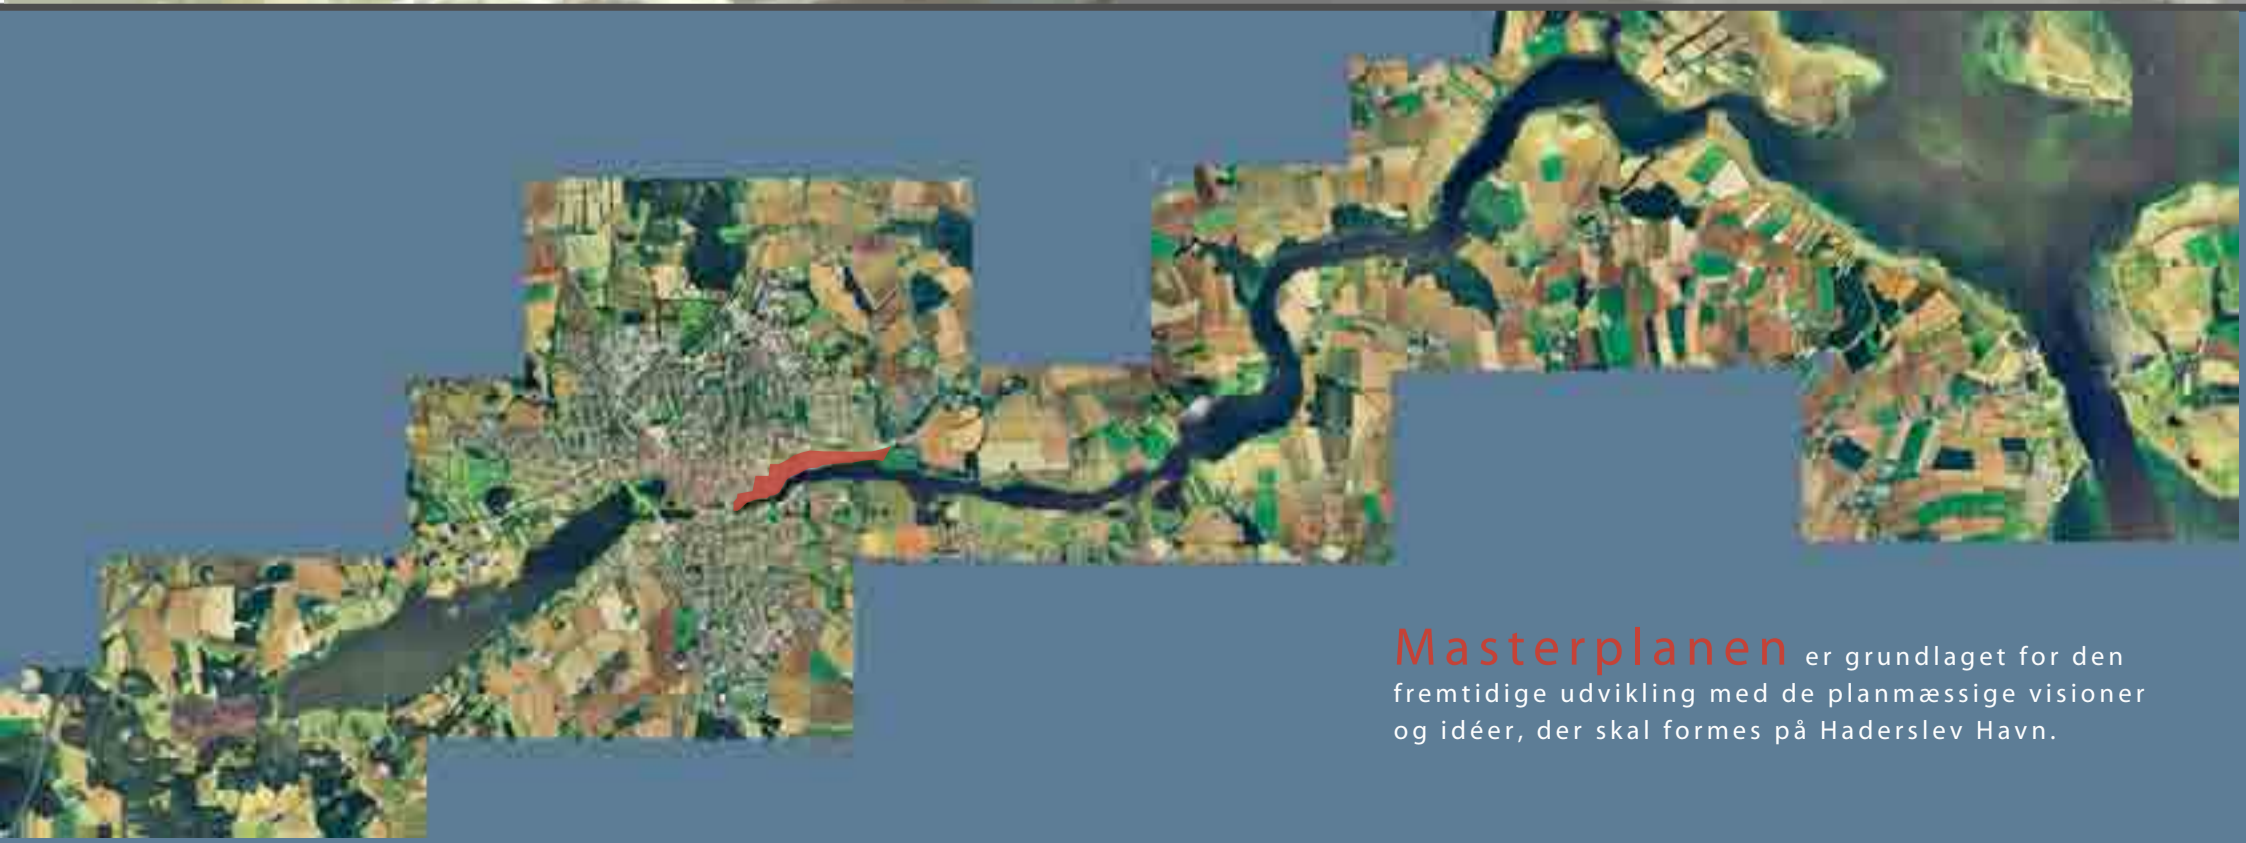 Masterplanen er grundlaget for den
fremtidige udvikling med de planmæssige visioner
og idéer, der skal formes på Haderslev Havn.